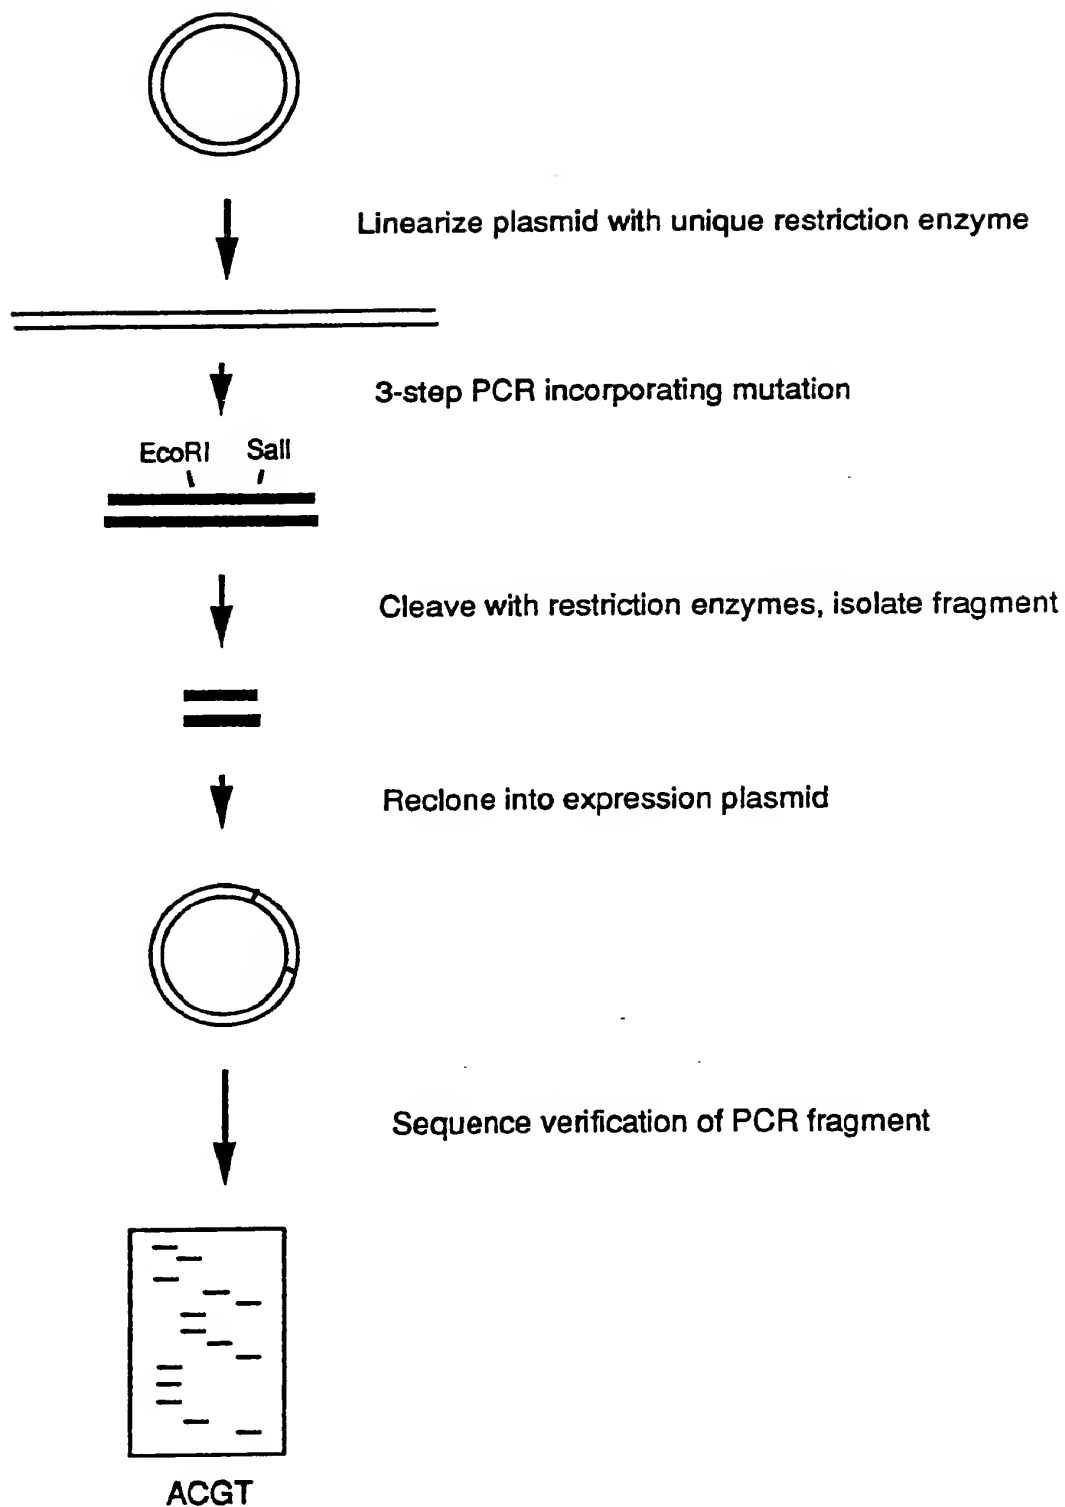 Linearize plasmid with unique restriction enzyme
3-step PCR incorporating mutation
EcoRI SalI
Cleave with restriction enzymes, isolate fragment
Reclone into expression plasmid
Sequence verification of PCR fragment
ACGT